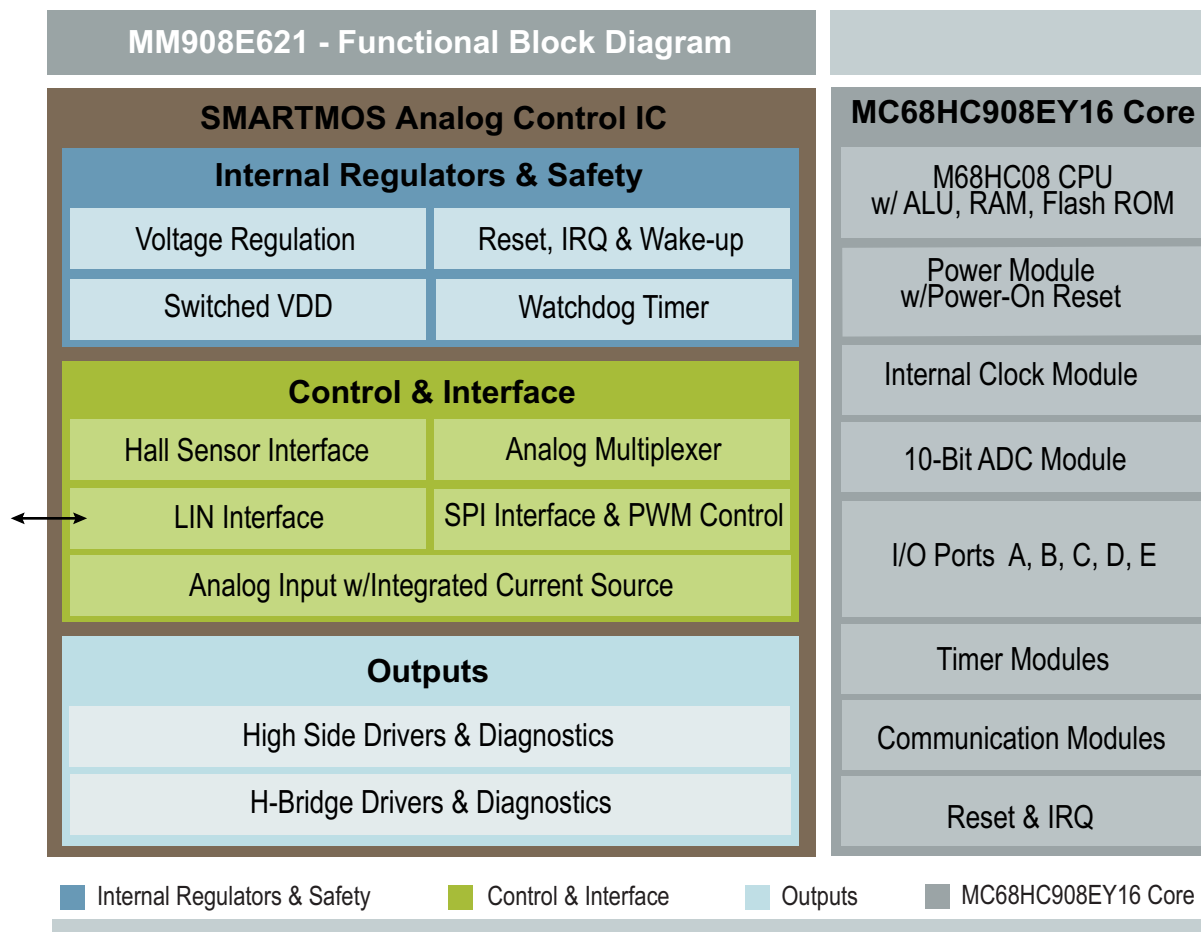 MM908E621 - Functional Block Diagram
SMARTMOS Analog Control IC
Internal Regulators & Safety
Voltage Regulation
Reset, IRQ & Wake-up
Switched VDD
Watchdog Timer
Control & Interface
Hall Sensor Interface
Analog Multiplexer
LIN Interface
SPI Interface & PWM Control
Analog Input w/Integrated Current Source
Outputs
High Side Drivers & Diagnostics
H-Bridge Drivers & Diagnostics
MC68HC908EY16 Core
M68HC08 CPU
w/ ALU, RAM, Flash ROM
Power Module
w/Power-On Reset
Internal Clock Module
10-Bit ADC Module
I/O Ports A, B, C, D, E
Timer Modules
Communication Modules
Reset & IRQ
Internal Regulators & Safety
Control & Interface
Outputs
MC68HC908EY16 Core